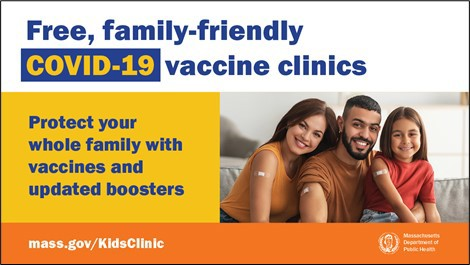 Free, family-friendly
COVID-19 vaccine clinics
Protect your
whole family with
vaccines and
updated boosters
mass.gov/KidsClinic
Massachusetts
Department of
Public Health